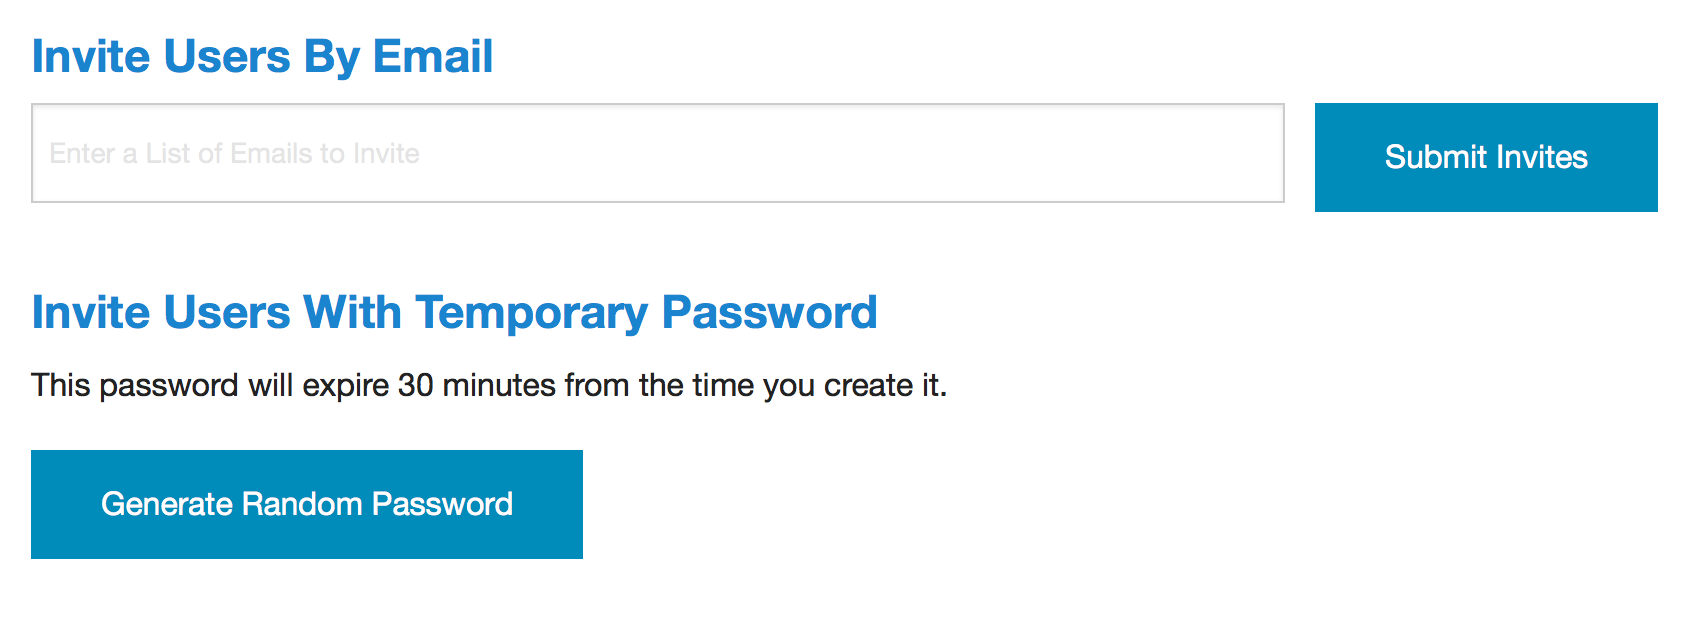 Invite Users By Email
Enter a List of Emails to Invite
Submit Invites
Invite Users With Temporary Password
This password will expire 30 minutes from the time you create it.
Generate Random Password